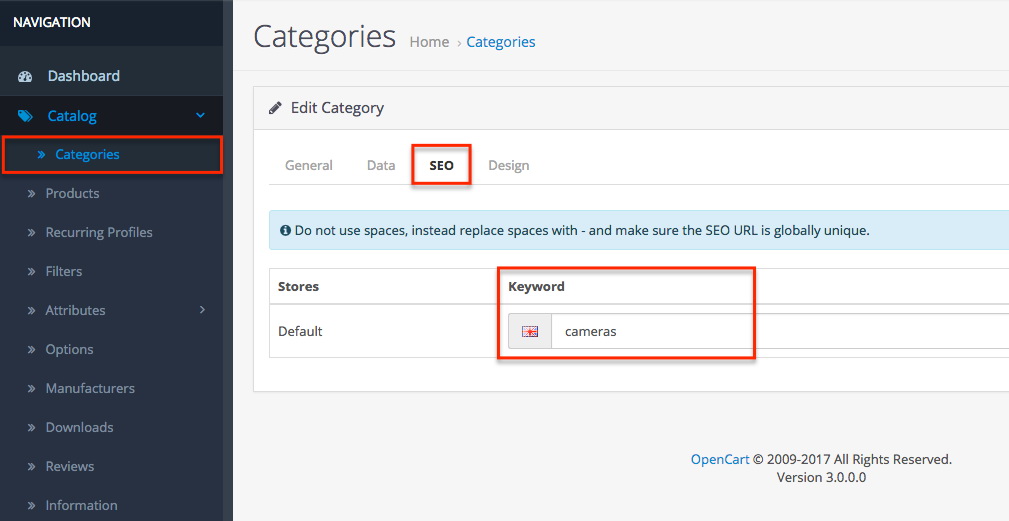 NAVIGATION
Dashboard
Catalog
Categories
Products
Recurring Profiles
Filters
Attributes
Options
Manufacturers
Downloads
Reviews
Information
Categories Home › Categories
Edit Category
General Data SEO Design
Do not use spaces, instead replace spaces with - and make sure the SEO URL is globally unique.
Stores Keyword
Default cameras
OpenCart © 2009-2017 All Rights Reserved.
Version 3.0.0.0